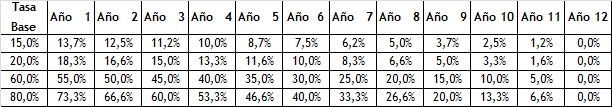 Tasa Base Año 1 Año 2 Año 3 Año 4 Año 5 Año 6 Año 7 Año 8 Año 9 Año 10 Año 11 Año 12
15,0% 13,7% 12,5% 11,2% 10,0% 8,7% 7,5% 6,2% 5,0% 3,7% 2,5% 1,2% 0,0%
20,0% 18,3% 16,6% 15,0% 13,3% 11,6% 10,0% 8,3% 6,6% 5,0% 3,3% 1,6% 0,0%
60,0% 55,0% 50,0% 45,0% 40,0% 35,0% 30,0% 25,0% 20,0% 15,0% 10,0% 5,0% 0,0%
80,0% 73,3% 66,6% 60,0% 53,3% 46,6% 40,0% 33,3% 26,6% 20,0% 13,3% 6,6% 0,0%